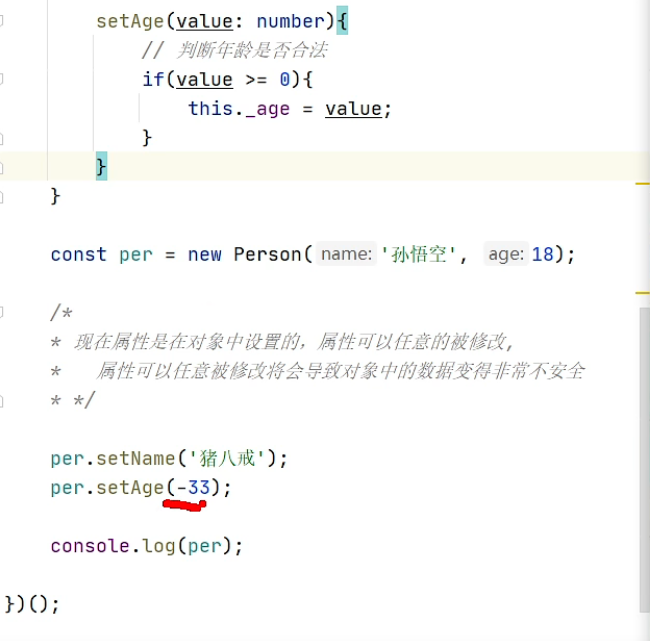 setAge(value: number){
// 判断年龄是否合法
if(value >= 0){
this._age = value;
}
}
}
const per = new Person( name: '孙悟空', age: 18);
/*
* 现在属性是在对象中设置的，属性可以任意的被修改,
* 属性可以任意被修改将会导致对象中的数据变得非常不安全
* */
per.setName('猪八戒');
per.setAge(-33);
console.log(per);
})();